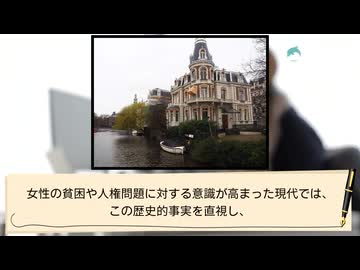 女性の貧困や人権問題に対する意識が高まった現代では、
この歴史的事実を直視し、